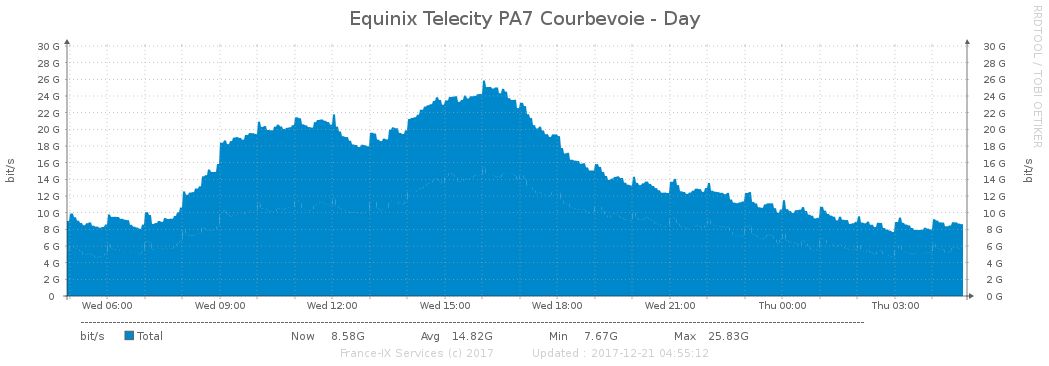 Equinix Telecity PA7 Courbevoie - Day
RRDTOOL / TOBI OETIKER
30 G 30 G
28 G 28 G
26 G 26 G
24 G 24 G
22 G 22 G
20 G 20 G
18 G 18 G
16 G 16 G
14 G 14 G
12 G 12 G
10 G 10 G
8 G 8 G
6 G 6 G
4 G 4 G
2 G 2 G
0 0 G
bit/s bit/s
Wed 06:00 Wed 09:00 Wed 12:00 Wed 15:00 Wed 18:00 Wed 21:00 Thu 00:00 Thu 03:00
bit/s Total Now 8.58G Avg 14.82G Min 7.67G Max 25.83G
France-IX Services (c) 2017 Updated : 2017-12-21 04:55:12